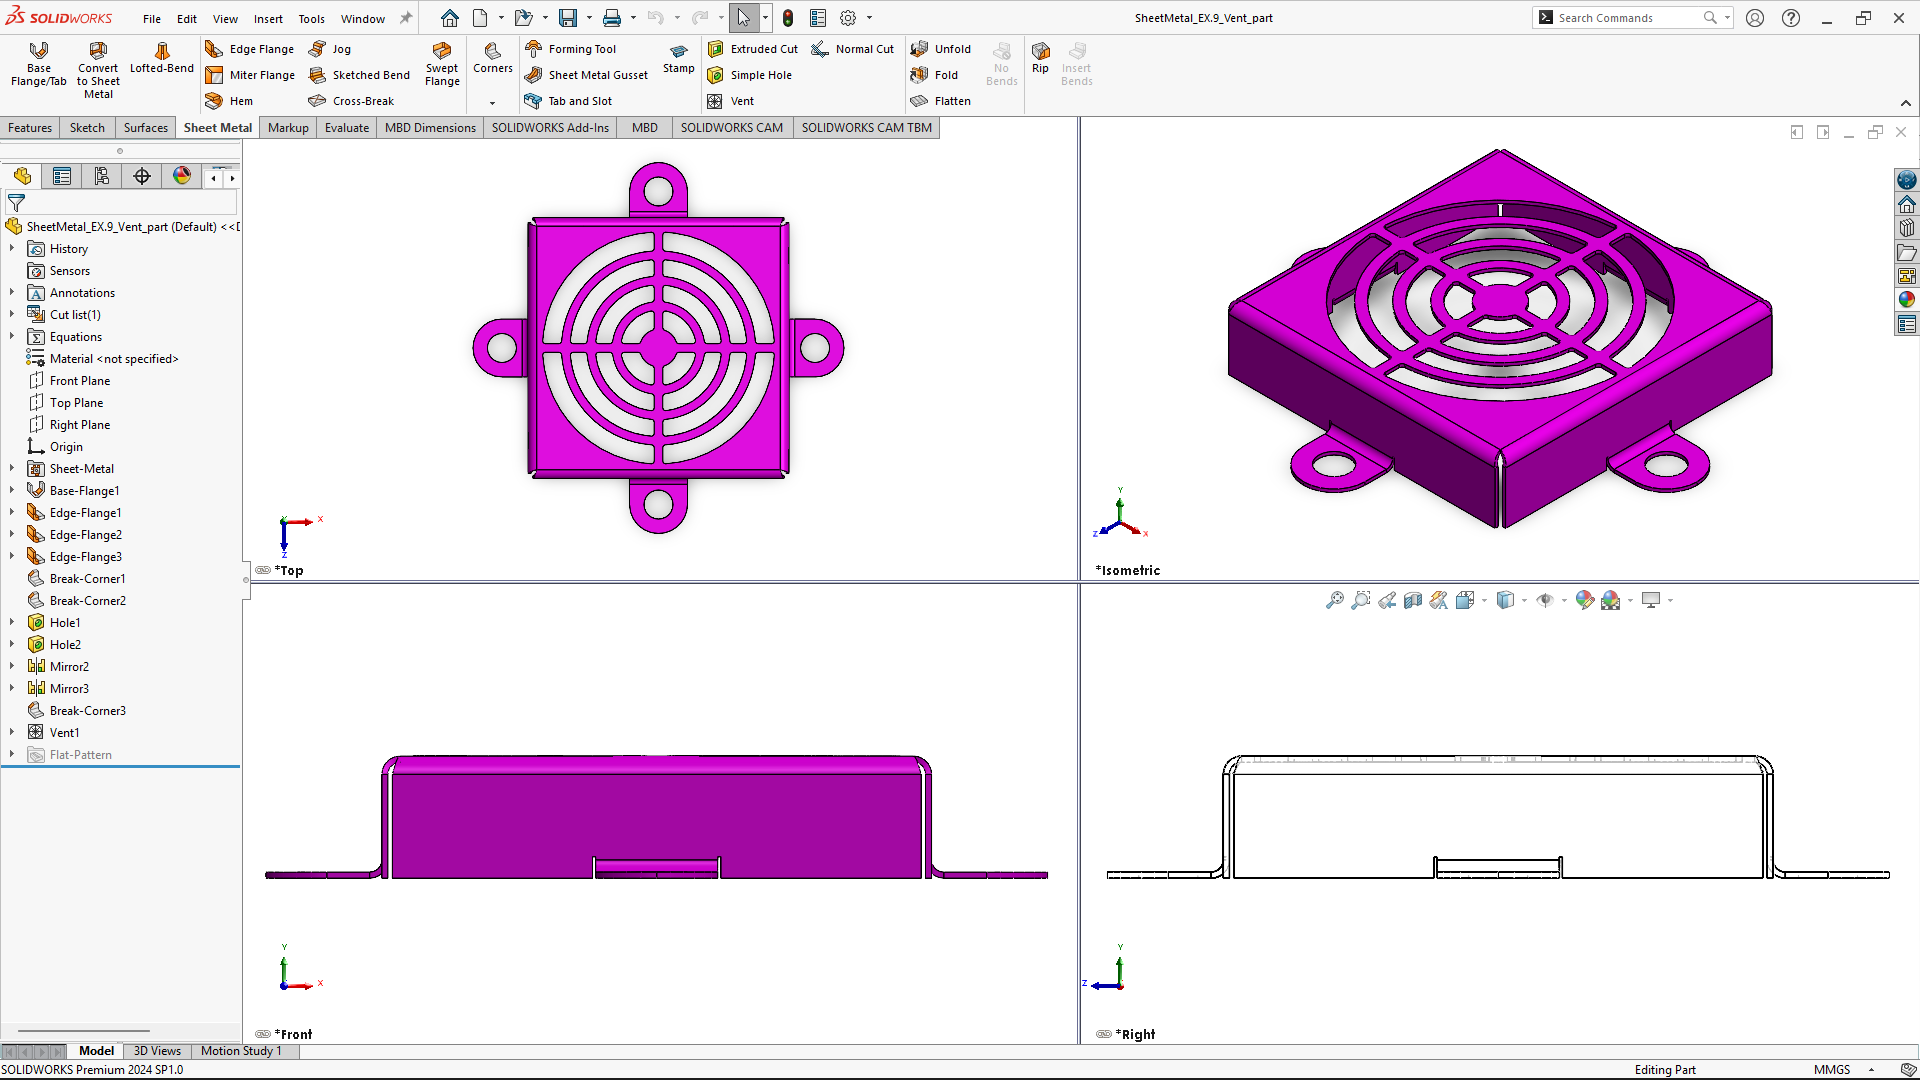 SOLIDWORKS File Edit View Insert Tools Window SheetMetal_EX.9_Vent_part Search Commands
Base Flange/Tab
Convert to Sheet Metal
Lofted-Bend
Edge Flange
Miter Flange
Hem
Jog
Sketched Bend
Cross-Break
Swept Flange
Corners
Forming Tool
Sheet Metal Gusset
Tab and Slot
Stamp
Extruded Cut
Simple Hole
Vent
Normal Cut
Unfold
Fold
Flatten
No Bends
Rip
Insert Bends
Features Sketch Surfaces Sheet Metal Markup Evaluate MBD Dimensions SOLIDWORKS Add-Ins MBD SOLIDWORKS CAM SOLIDWORKS CAM TBM
SheetMetal_EX.9_Vent_part (Default) <<D
History
Sensors
Annotations
Cut list(1)
Equations
Material <not specified>
Front Plane
Top Plane
Right Plane
Origin
Sheet-Metal
Base-Flange1
Edge-Flange1
Edge-Flange2
Edge-Flange3
Break-Corner1
Break-Corner2
Hole1
Hole2
Mirror2
Mirror3
Break-Corner3
Vent1
Flat-Pattern
Y X
Z
*Top
Y
Z X
*Isometric
Y
X
*Front
Y
Z
*Right
Model 3D Views Motion Study 1
SOLIDWORKS Premium 2024 SP1.0 Editing Part MMGS